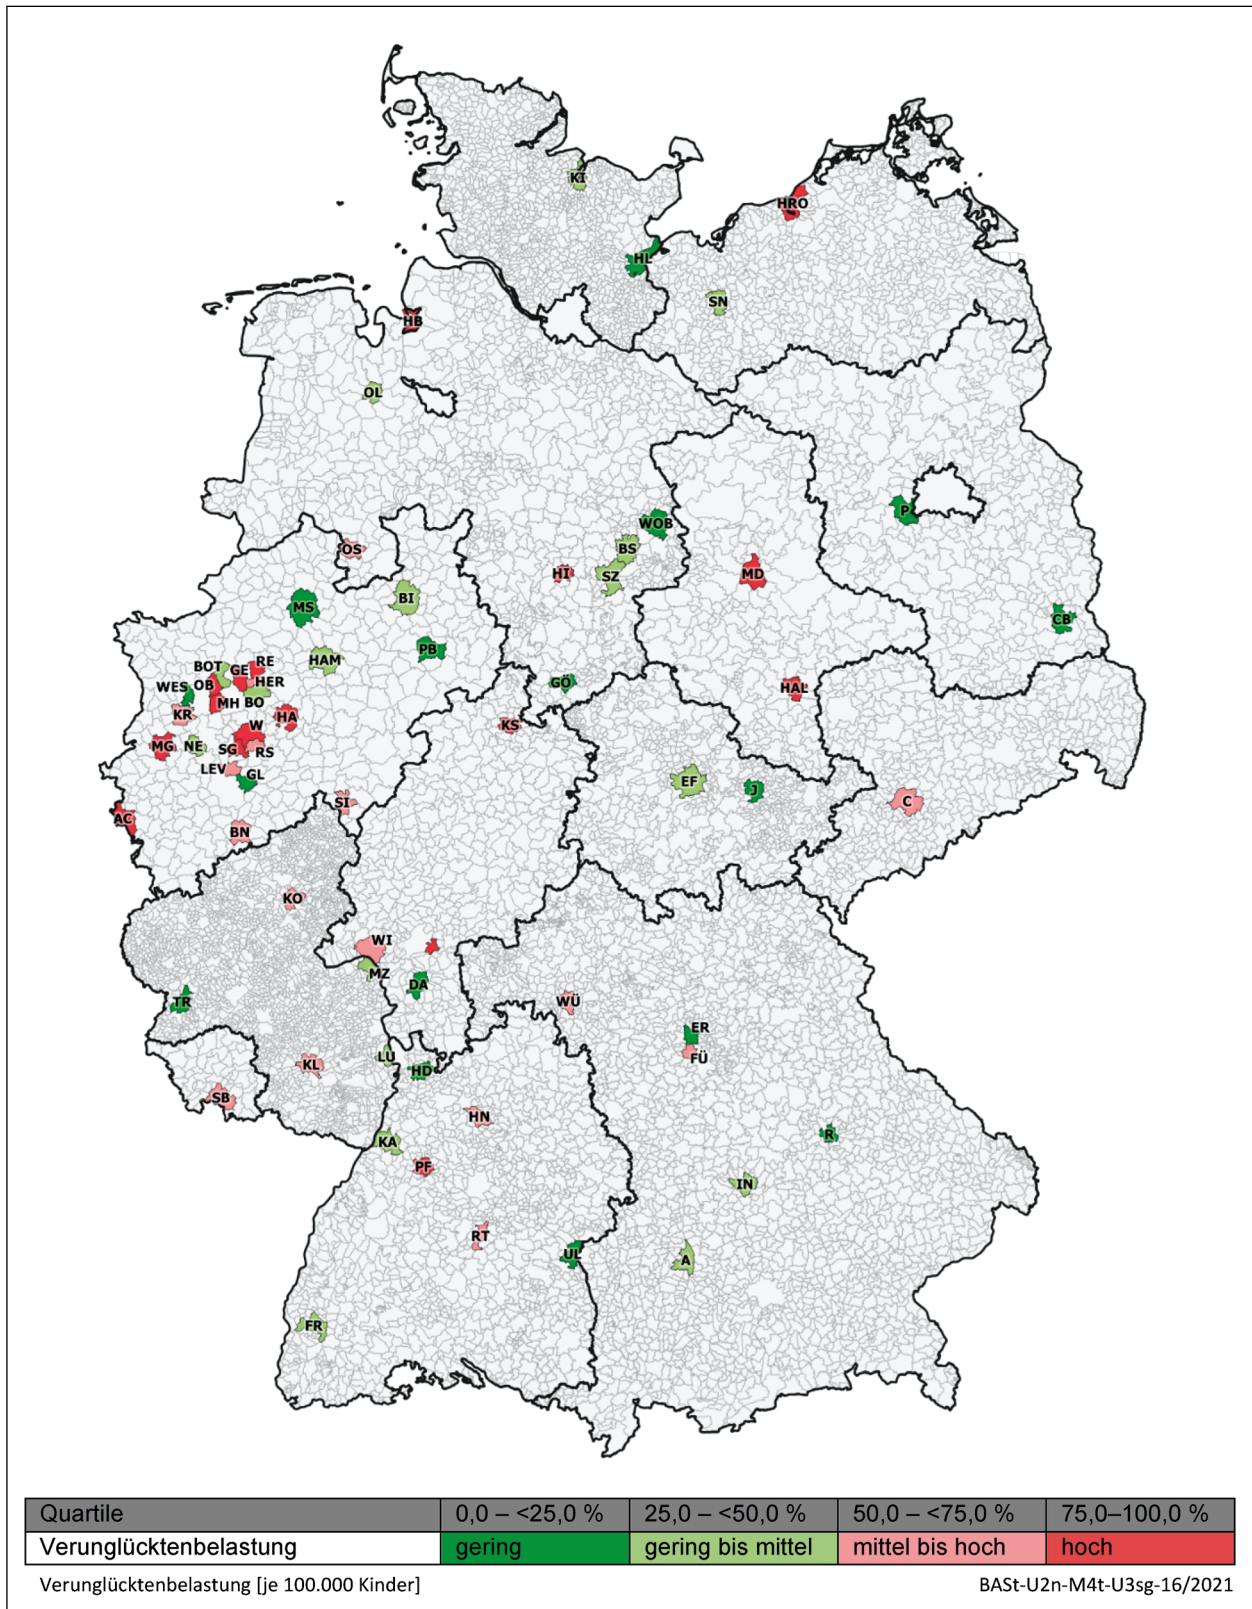 KI
HRO
HL
SN
HB
OL
P
WOB
BS
OS
HI
SZ
MD
BI
MS
CB
PB
HAM
RE
BOT
GE
GÖ
HER
WES
OB
HAL
MH
BO
KR
HA
KS
W
MG
NE
SG
RS
LEV
GL
EF
J
SI
C
AC
BN
KO
WI
MZ
DA
TR
WÜ
ER
FÜ
LU
KL
HD
SB
HN
R
KA
PF
IN
RT
UL
A
FR
Quartile 0,0 – <25,0 % 25,0 – <50,0 % 50,0 – <75,0 % 75,0–100,0 %
Verunglücktenbelastung gering gering bis mittel mittel bis hoch hoch
Verunglücktenbelastung [je 100.000 Kinder] BASt-U2n-M4t-U3sg-16/2021